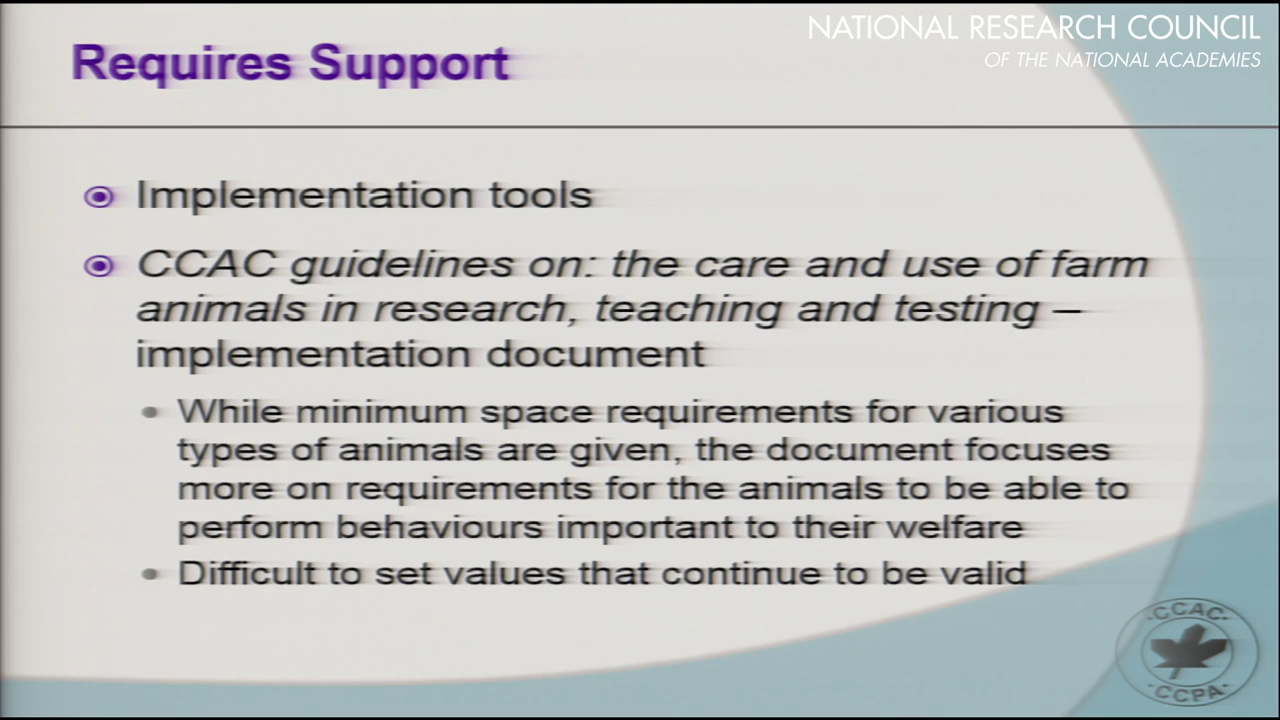 NATIONAL RESEARCH COUNCIL
OF THE NATIONAL ACADEMIES
Requires Support
Implementation tools
CCAC guidelines on: the care and use of farm
animals in research, teaching and testing –
implementation document
While minimum space requirements for various
types of animals are given, the document focuses
more on requirements for the animals to be able to
perform behaviours important to their welfare
Difficult to set values that continue to be valid
CCAC
CCPA